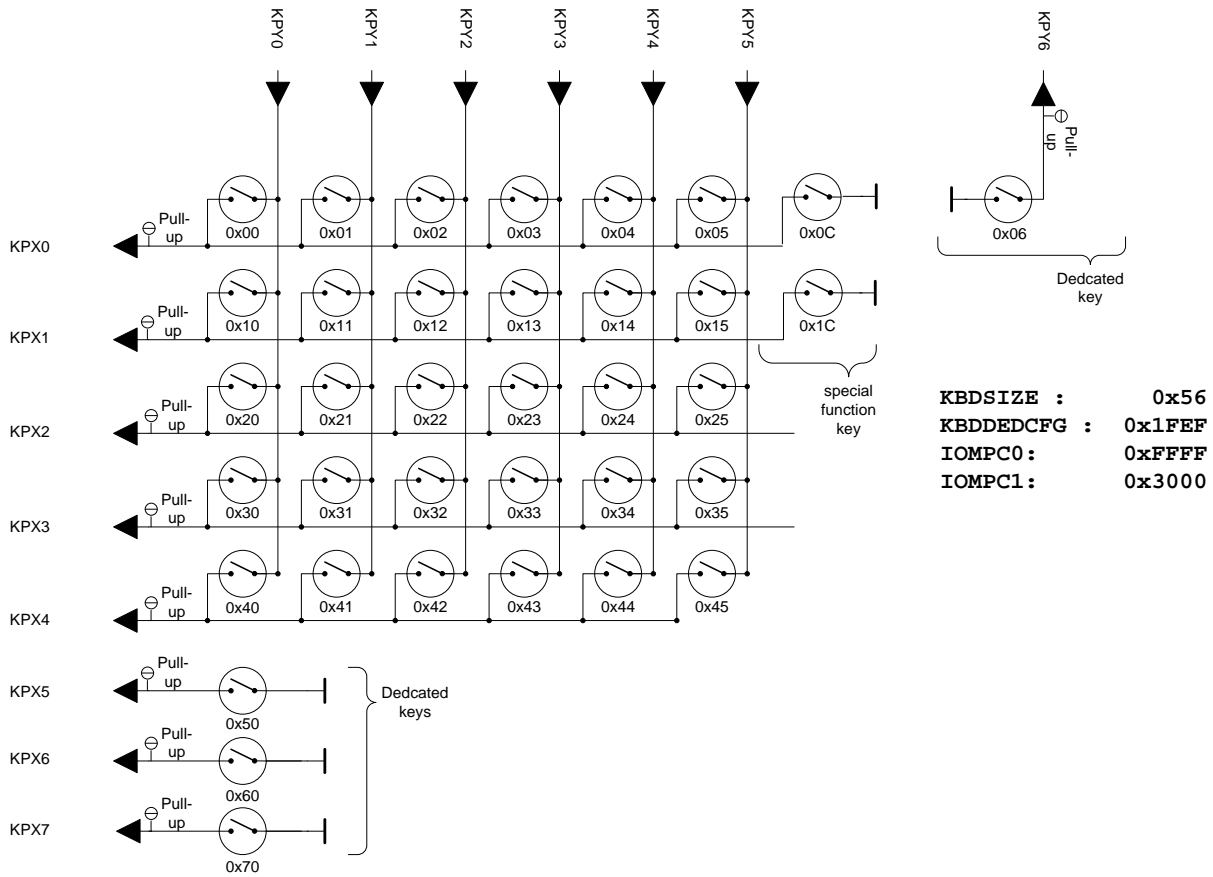 KPY0 KPY1 KPY2 KPY3 KPY4 KPY5 KPY6
Pull-
up
Pull-
up
KPX0
0x00 0x01 0x02 0x03 0x04 0x05 0x0C
0x06
Dedcated
key
Pull-
up
KPX1
0x10 0x11 0x12 0x13 0x14 0x15 0x1C
special
function
key
Pull-
up
KPX2
0x20 0x21 0x22 0x23 0x24 0x25
KBDSIZE : 0x56
KBDDEDCFG : 0x1FEF
IOMPC0: 0xFFFF
IOMPC1: 0x3000
Pull-
up
KPX3
0x30 0x31 0x32 0x33 0x34 0x35
Pull-
up
KPX4
0x40 0x41 0x42 0x43 0x44 0x45
Pull-
up
KPX5
0x50
Dedcated
keys
Pull-
up
KPX6
0x60
Pull-
up
KPX7
0x70